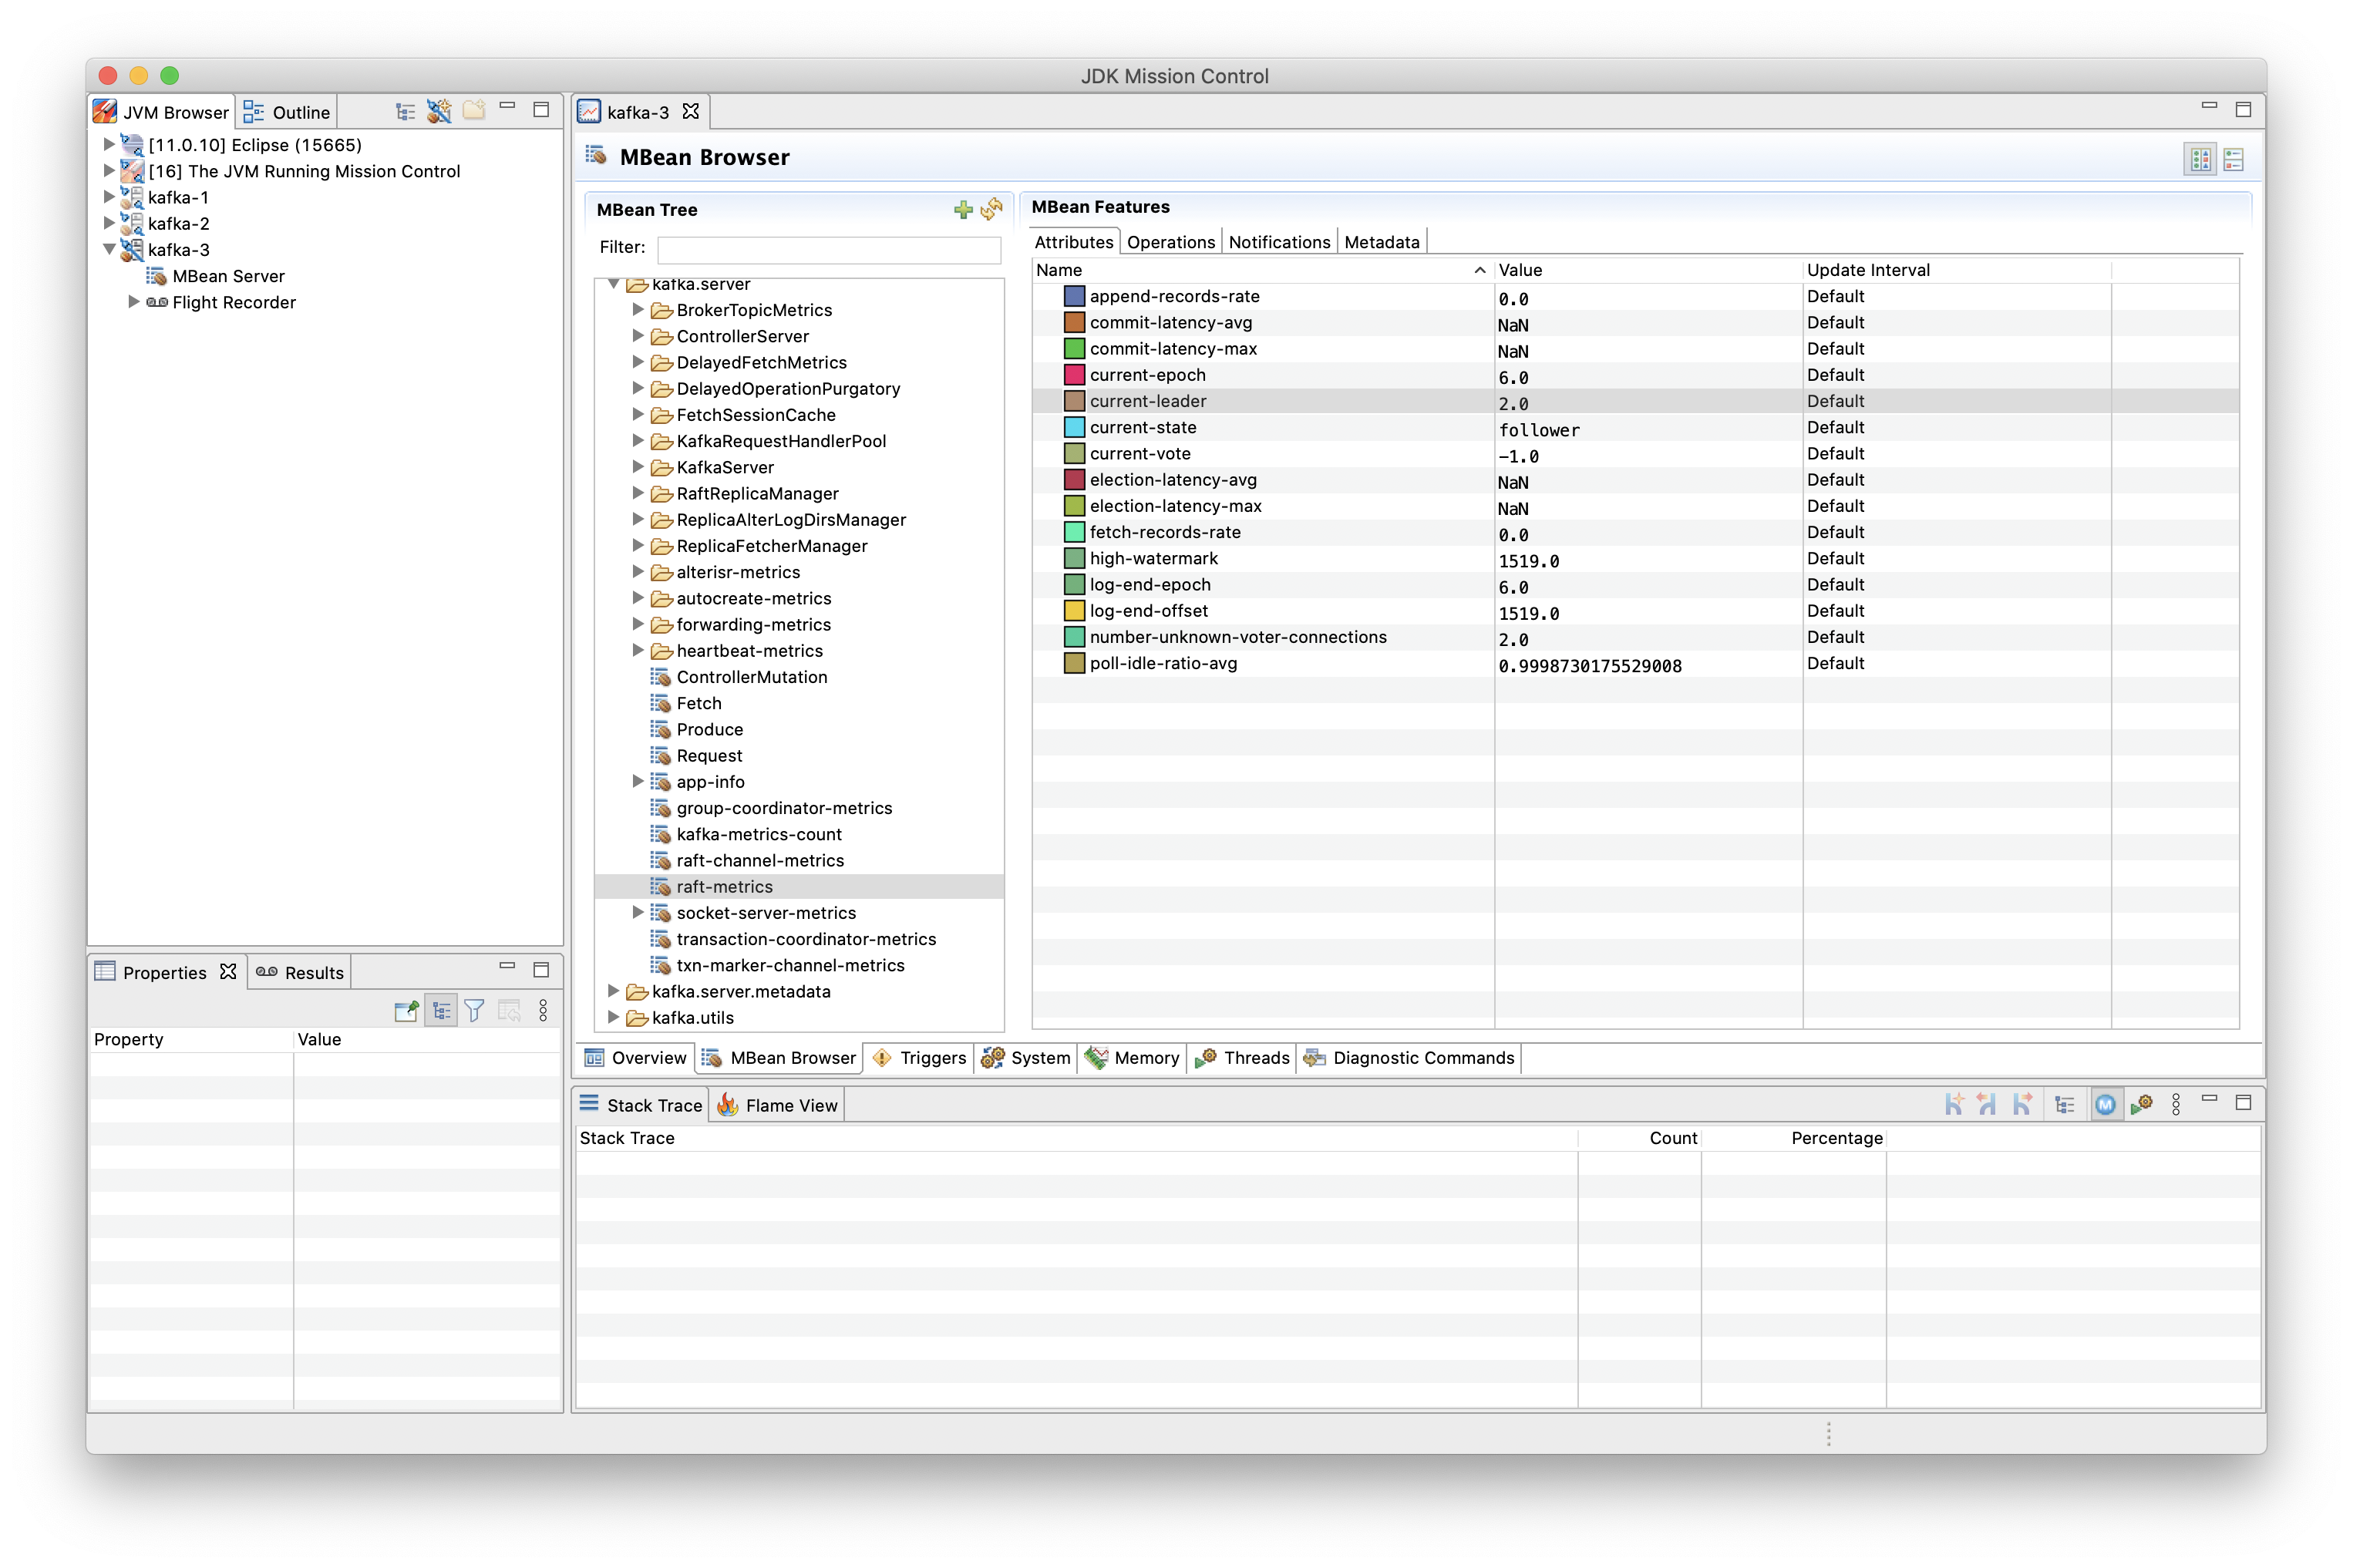 JDK Mission Control
JVM Browser
Outline
[11.0.10] Eclipse (15665)
[16] The JVM Running Mission Control
kafka-1
kafka-2
kafka-3
MBean Server
Flight Recorder
kafka-3
MBean Browser
MBean Tree
Filter:
kafka.server
BrokerTopicMetrics
ControllerServer
DelayedFetchMetrics
DelayedOperationPurgatory
FetchSessionCache
KafkaRequestHandlerPool
KafkaServer
RaftReplicaManager
ReplicaAlterLogDirsManager
ReplicaFetcherManager
alterisr-metrics
autocreate-metrics
forwarding-metrics
heartbeat-metrics
ControllerMutation
Fetch
Produce
Request
app-info
group-coordinator-metrics
kafka-metrics-count
raft-channel-metrics
raft-metrics
socket-server-metrics
transaction-coordinator-metrics
txn-marker-channel-metrics
kafka.server.metadata
kafka.utils
MBean Features
Attributes Operations Notifications Metadata
Name Value Update Interval
append-records-rate 0.0 Default
commit-latency-avg NaN Default
commit-latency-max NaN Default
current-epoch 6.0 Default
current-leader 2.0 Default
current-state follower Default
current-vote −1.0 Default
election-latency-avg NaN Default
election-latency-max NaN Default
fetch-records-rate 0.0 Default
high-watermark 1519.0 Default
log-end-epoch 6.0 Default
log-end-offset 1519.0 Default
number-unknown-voter-connections 2.0 Default
poll-idle-ratio-avg 0.9998730175529008 Default
Overview MBean Browser Triggers System Memory Threads Diagnostic Commands
Properties Results
Property Value
Stack Trace Flame View
M
Stack Trace Count Percentage